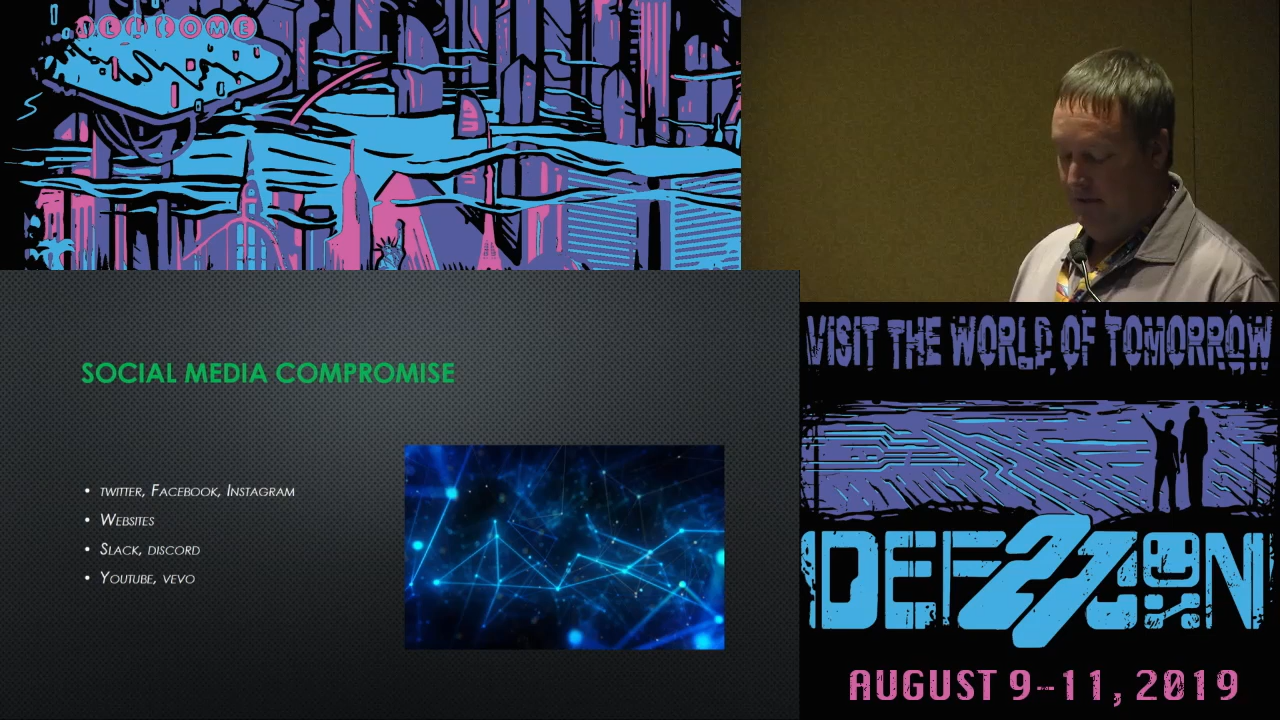 WELCOME
SOCIAL MEDIA COMPROMISE
• TWITTER, FACEBOOK, INSTAGRAM
• WEBSITES
• SLACK, DISCORD
• YOUTUBE, VEVO
VISIT THE WORLD OF TOMORROW
DEF 27 CON
AUGUST 9-11, 2019